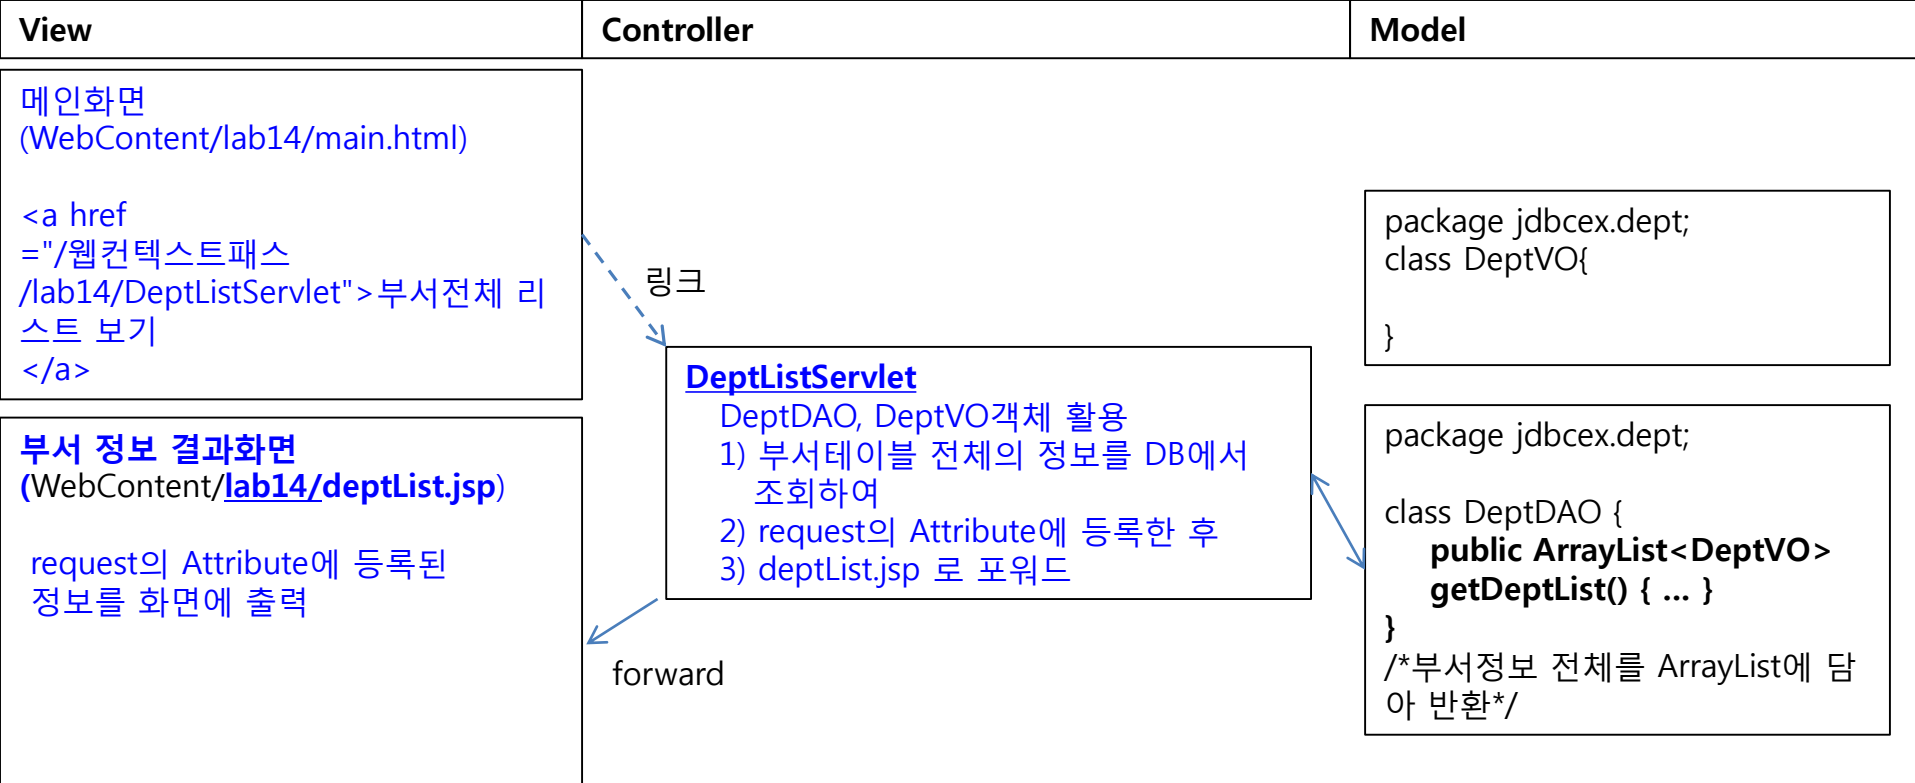 View
Controller
Model
메인화면
(WebContent/lab14/main.html)
<a href
="/웹컨텍스트패스
/lab14/DeptListServlet">부서전체 리
스트 보기
</a>
부서 정보 결과화면
(WebContent/lab14/deptList.jsp)
request의 Attribute에 등록된
정보를 화면에 출력
링크
DeptListServlet
DeptDAO, DeptVO객체 활용
1) 부서테이블 전체의 정보를 DB에서
조회하여
2) request의 Attribute에 등록한 후
3) deptList.jsp 로 포워드
forward
package jdbcex.dept;
class DeptVO{
}
package jdbcex.dept;
class DeptDAO {
public ArrayList<DeptVO>
getDeptList() { ... }
}
/*부서정보 전체를 ArrayList에 담
아 반환*/